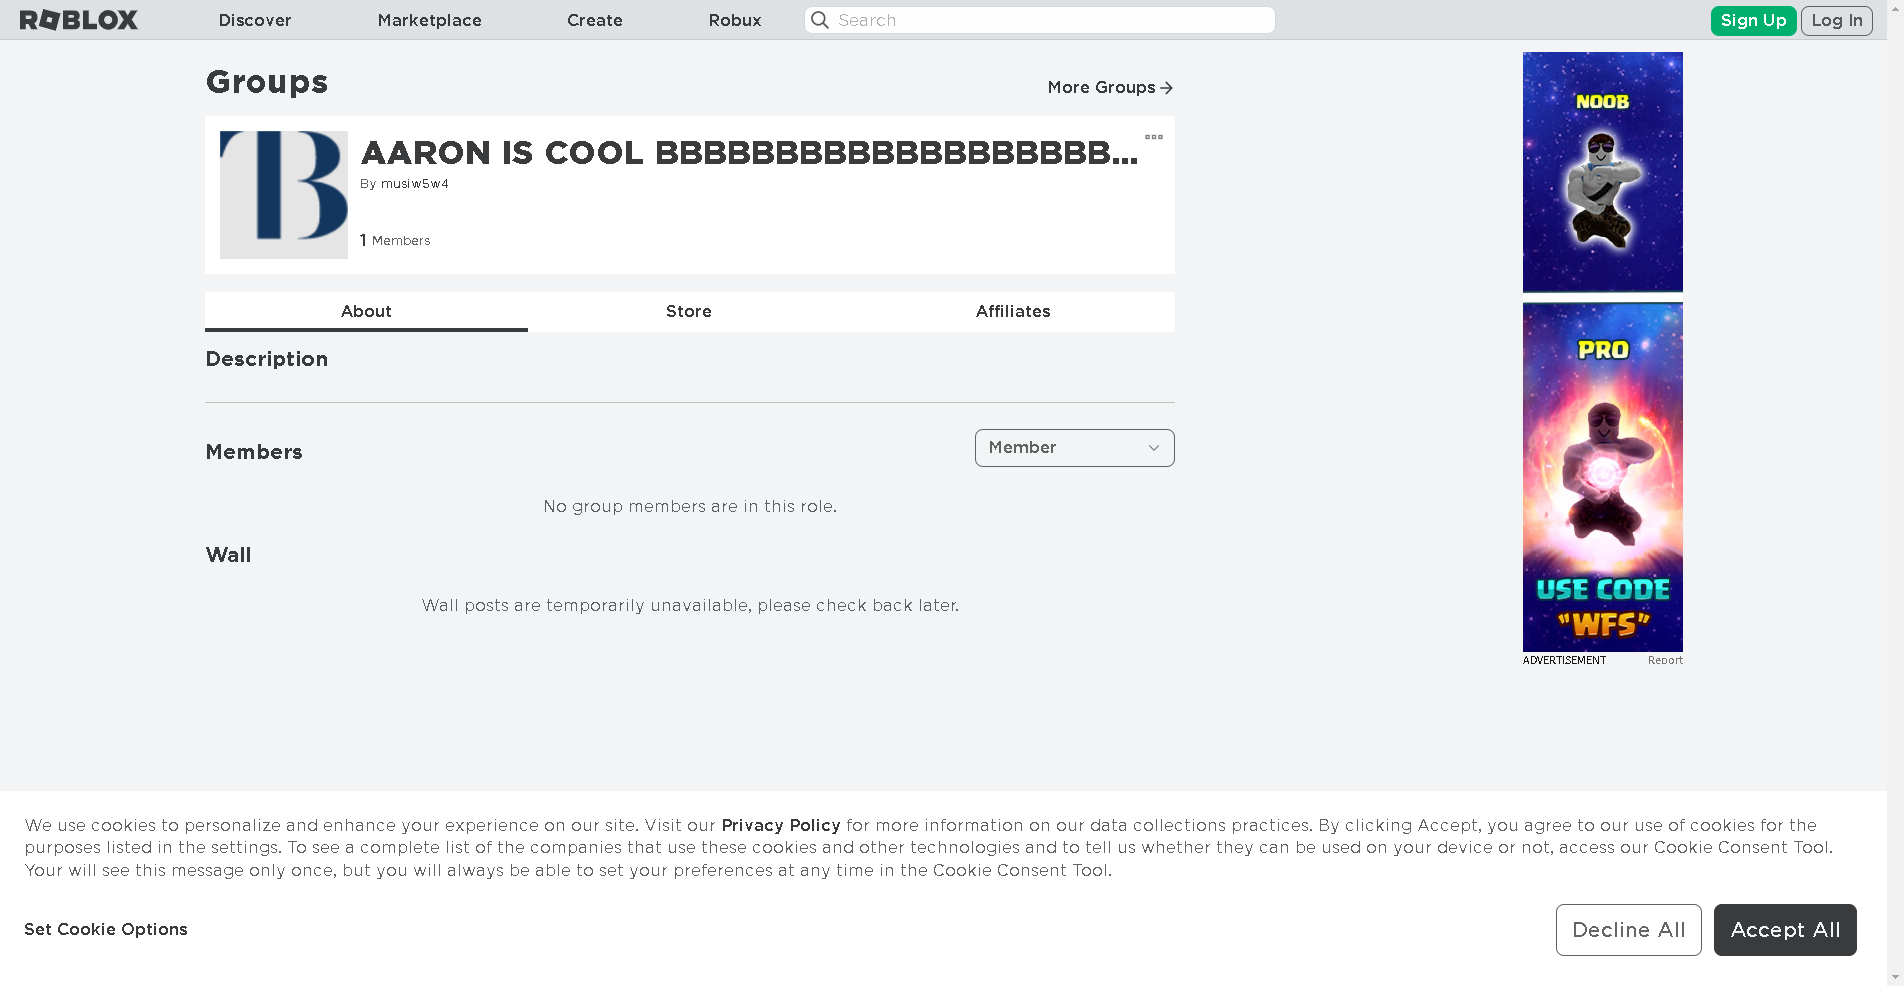 ROBLOX Discover Marketplace Create Robux Search Sign Up Log In
Groups
More Groups
AARON IS COOL BBBBBBBBBBBBBBBBBBB...
By musiw5w4
1 Members
About Store Affiliates
Description
Members
Member
No group members are in this role.
Wall
Wall posts are temporarily unavailable, please check back later.
NOOB
PRO
USE CODE
"WFS"
ADVERTISEMENT Report
We use cookies to personalize and enhance your experience on our site. Visit our Privacy Policy for more information on our data collections practices. By clicking Accept, you agree to our use of cookies for the
purposes listed in the settings. To see a complete list of the companies that use these cookies and other technologies and to tell us whether they can be used on your device or not, access our Cookie Consent Tool.
Your will see this message only once, but you will always be able to set your preferences at any time in the Cookie Consent Tool.
Set Cookie Options
Decline All Accept All